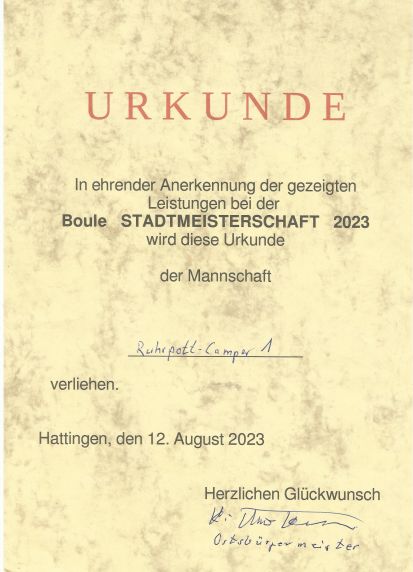 URKUNDE
In ehrender Anerkennung der gezeigten
Leistungen bei der
Boule STADTMEISTERSCHAFT 2023
wird diese Urkunde
der Mannschaft
Ruhrpott-Camper 1
verliehen.
Hattingen, den 12. August 2023
Herzlichen Glückwunsch
Ortsbürgermeister